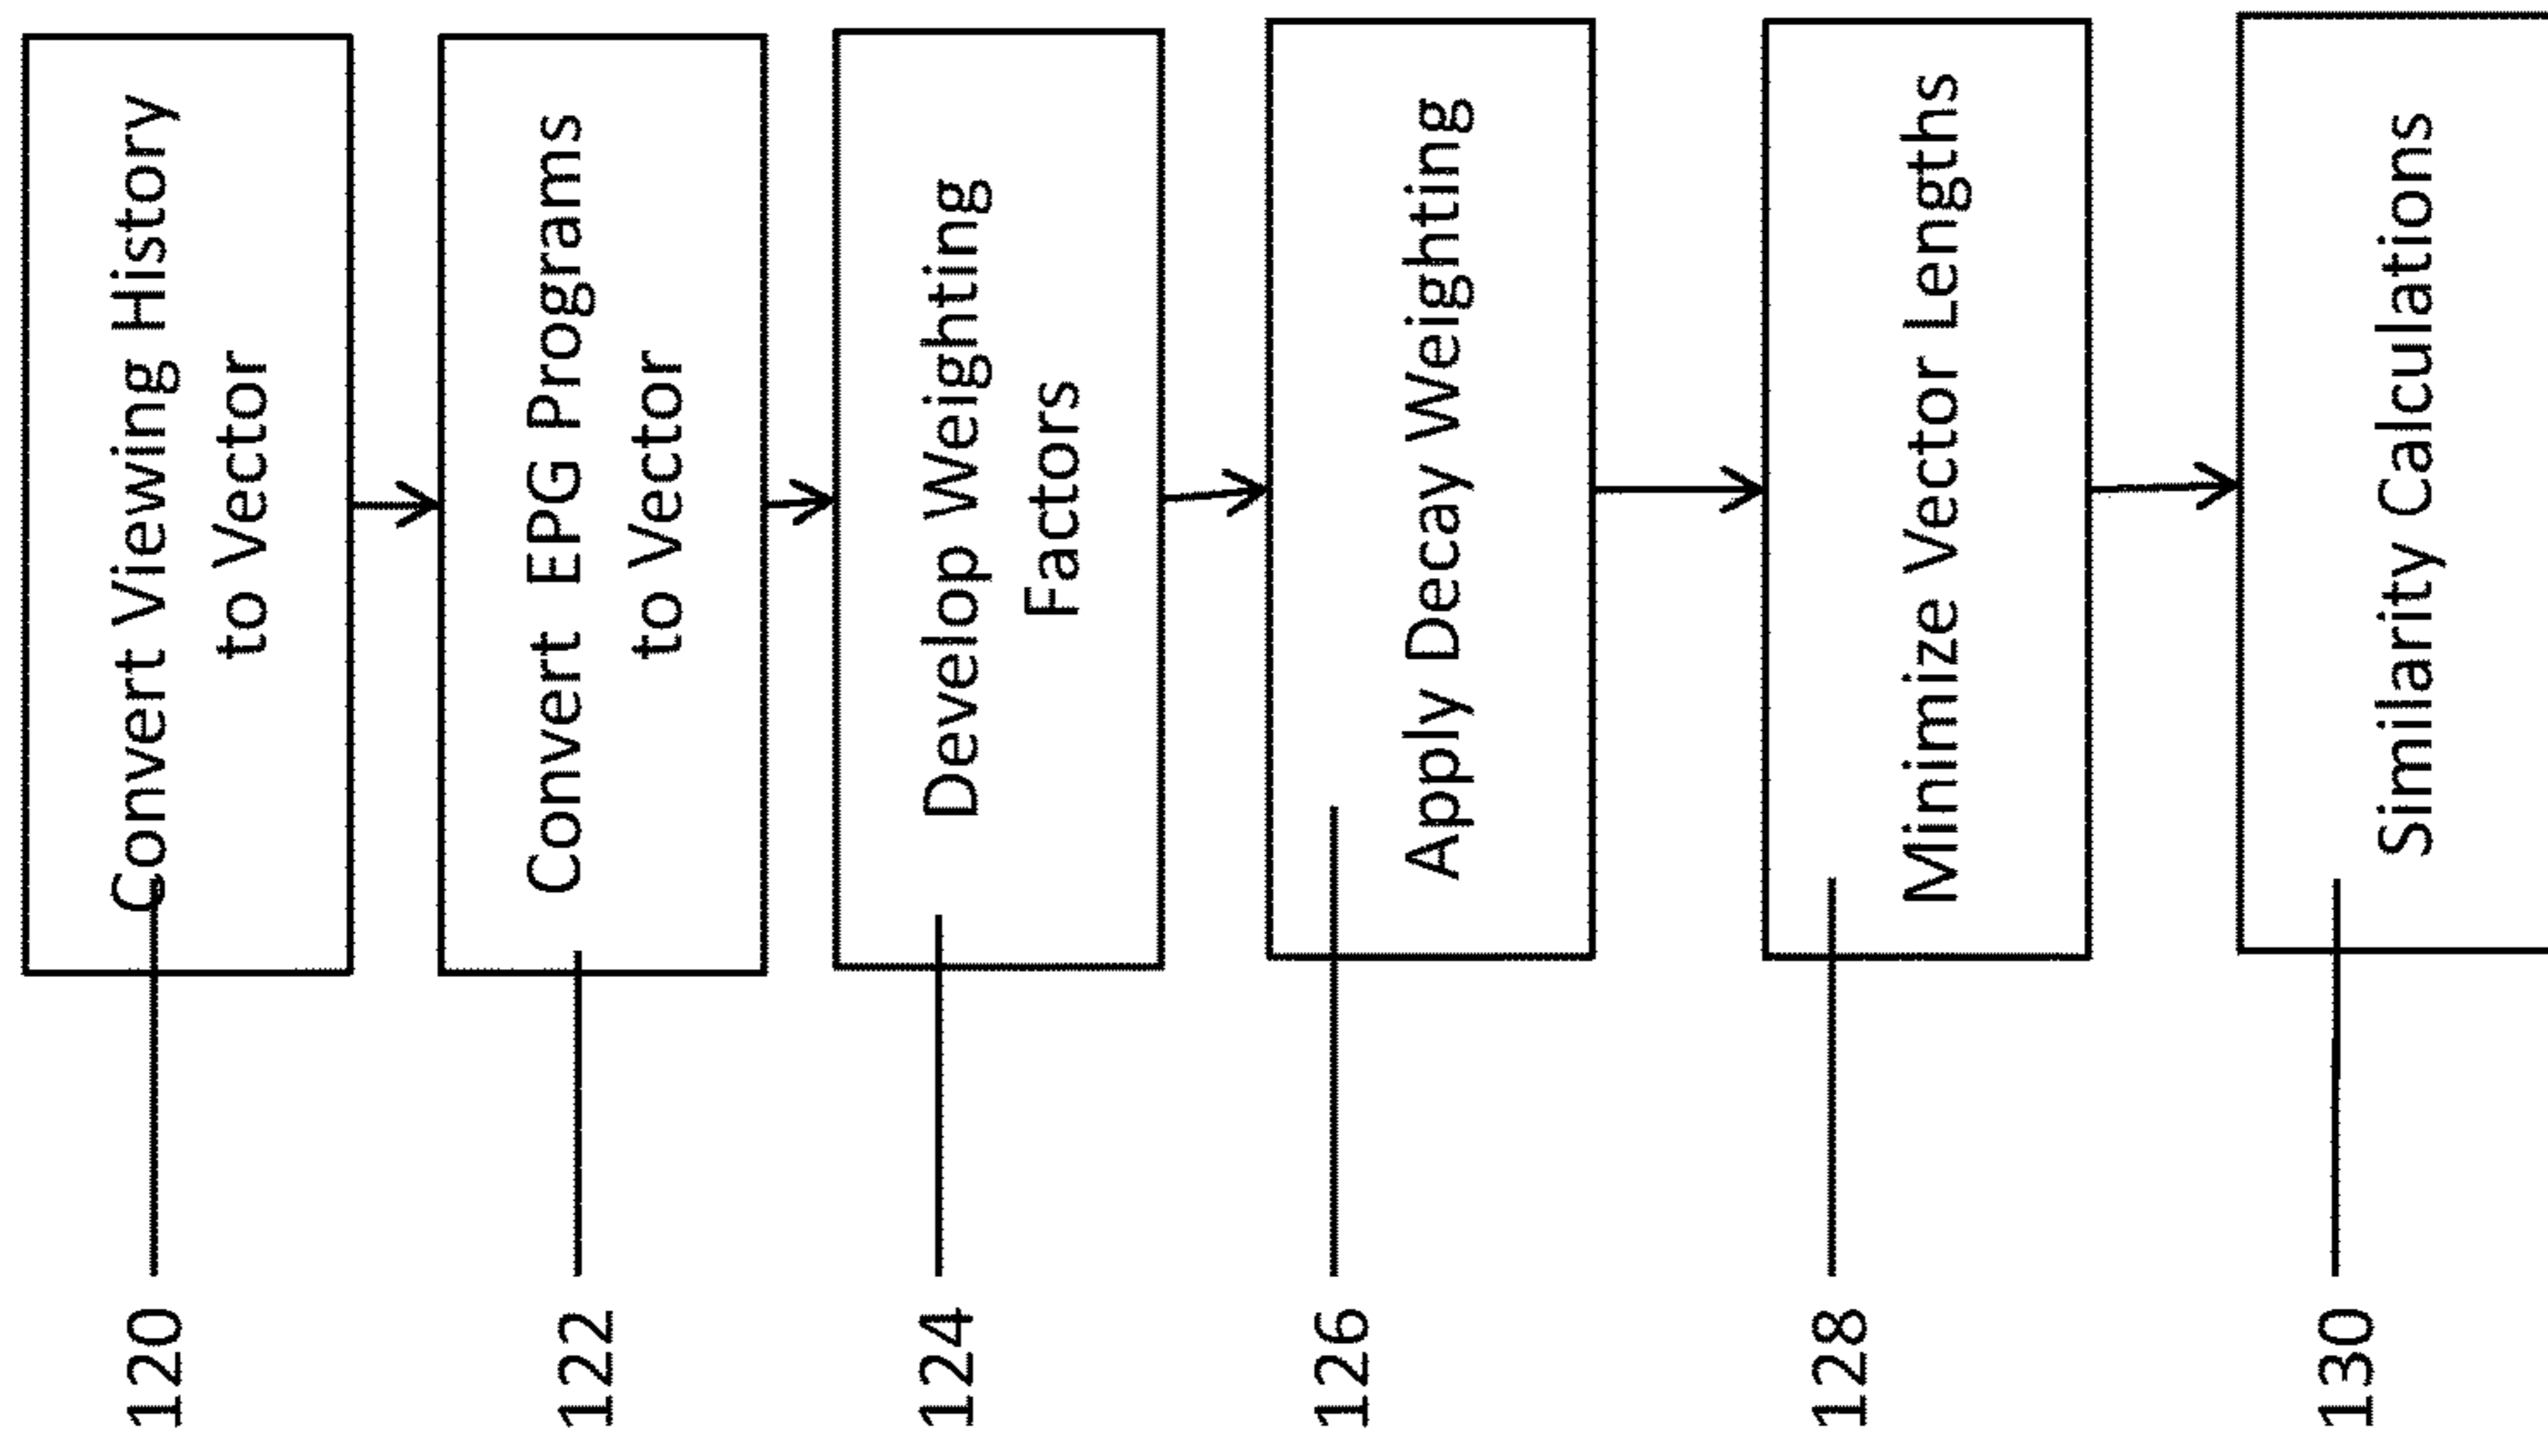 120
Convert Viewing History
to Vector
122
Convert EPG Programs
to Vector
124
Develop Weighting
Factors
126
Apply Decay Weighting
128
Minimize Vector Lengths
130
Similiarity Calculations